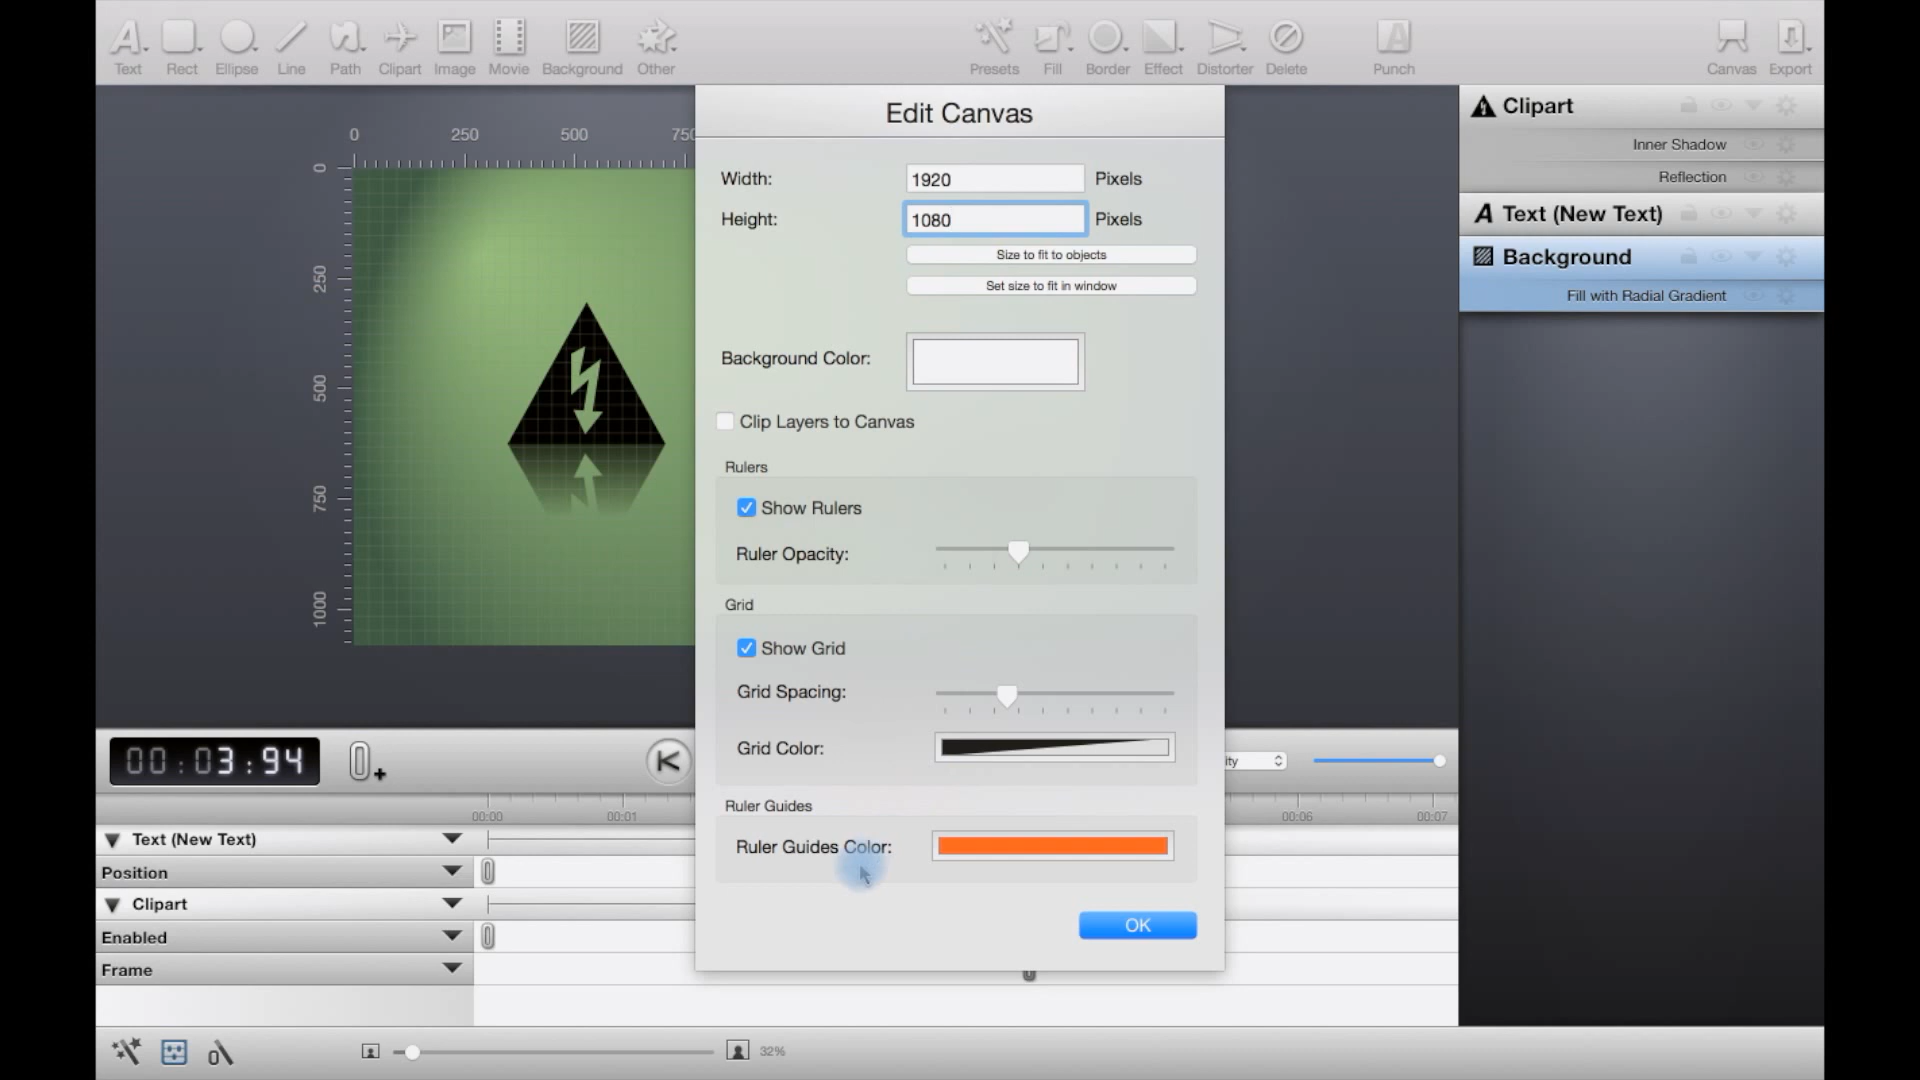 Text Rect Ellipse Line Path Clipart Image Movie Background Other Presets Fill Border Effect Distorter Delete Punch Canvas Export
Edit Canvas
Width: 1920 Pixels
Height: 1080 Pixels
Size to fit to objects
Set size to fit in window
Background Color:
Clip Layers to Canvas
Rulers
Show Rulers
Ruler Opacity:
Grid
Show Grid
Grid Spacing:
Grid Color:
Ruler Guides
Ruler Guides Color:
OK
0 250 500 750
0
250
500
750
1000
Clipart
Inner Shadow
Reflection
A Text (New Text)
Background
Fill with Radial Gradient
00:03:94
ity
00:00 00:01 00:06 00:07
Text (New Text)
Position
Clipart
Enabled
Frame
32%